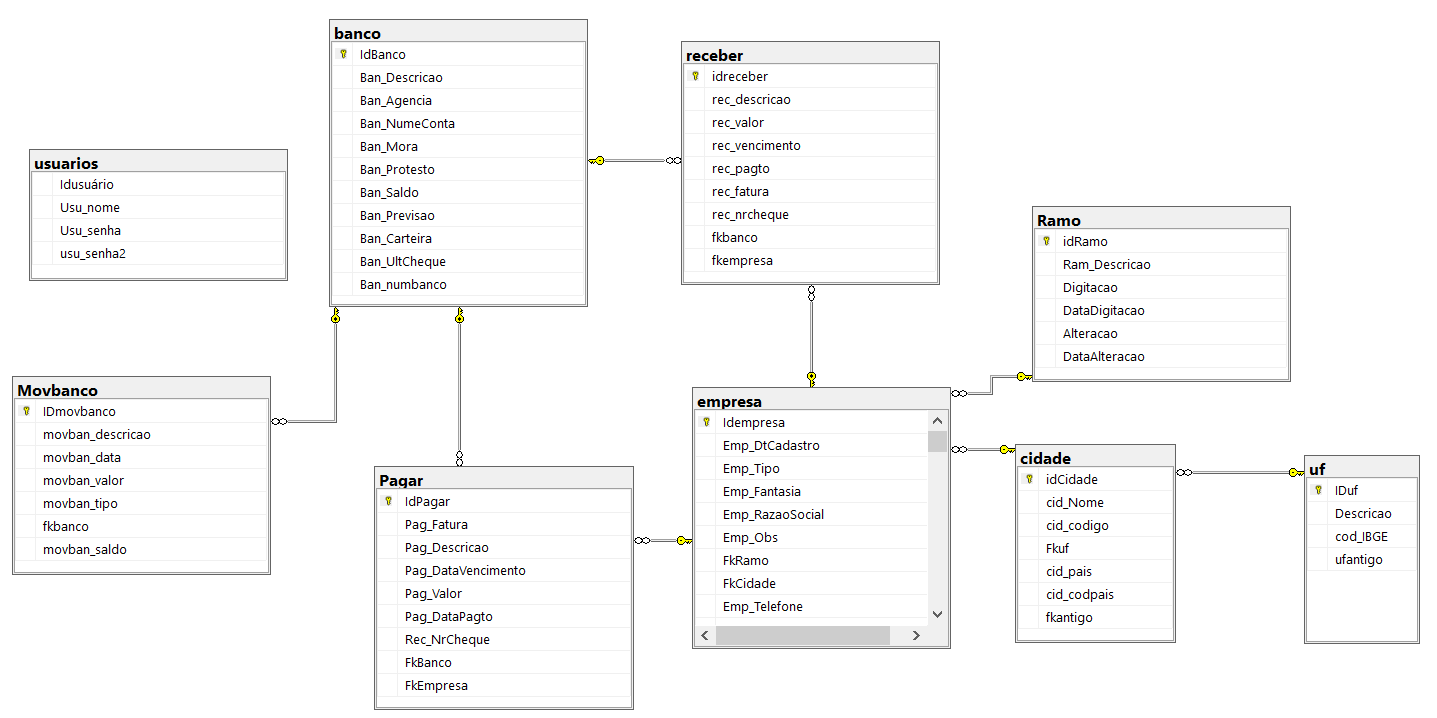 banco
IdBanco
Ban_Descricao
Ban_Agencia
Ban_NumeConta
Ban_Mora
Ban_Protesto
Ban_Saldo
Ban_Previsao
Ban_Carteira
Ban_UltCheque
Ban_numbanco
receber
idreceber
rec_descricao
rec_valor
rec_vencimento
rec_pagto
rec_fatura
rec_nrcheque
fkbanco
fkempresa
usuarios
Idusuário
Usu_nome
Usu_senha
usu_senha2
Ramo
idRamo
Ram_Descricao
Digitacao
DataDigitacao
Alteracao
DataAlteracao
Movbanco
IDmovbanco
movban_descricao
movban_data
movban_valor
movban_tipo
fkbanco
movban_saldo
Pagar
IdPagar
Pag_Fatura
Pag_Descricao
Pag_DataVencimento
Pag_Valor
Pag_DataPagto
Rec_NrCheque
FkBanco
FkEmpresa
empresa
Idempresa
Emp_DtCadastro
Emp_Tipo
Emp_Fantasia
Emp_RazaoSocial
Emp_Obs
FkRamo
FkCidade
Emp_Telefone
cidade
idCidade
cid_Nome
cid_codigo
Fkuf
cid_pais
cid_codpais
fkantigo
uf
IDuf
Descricao
cod_IBGE
ufantigo